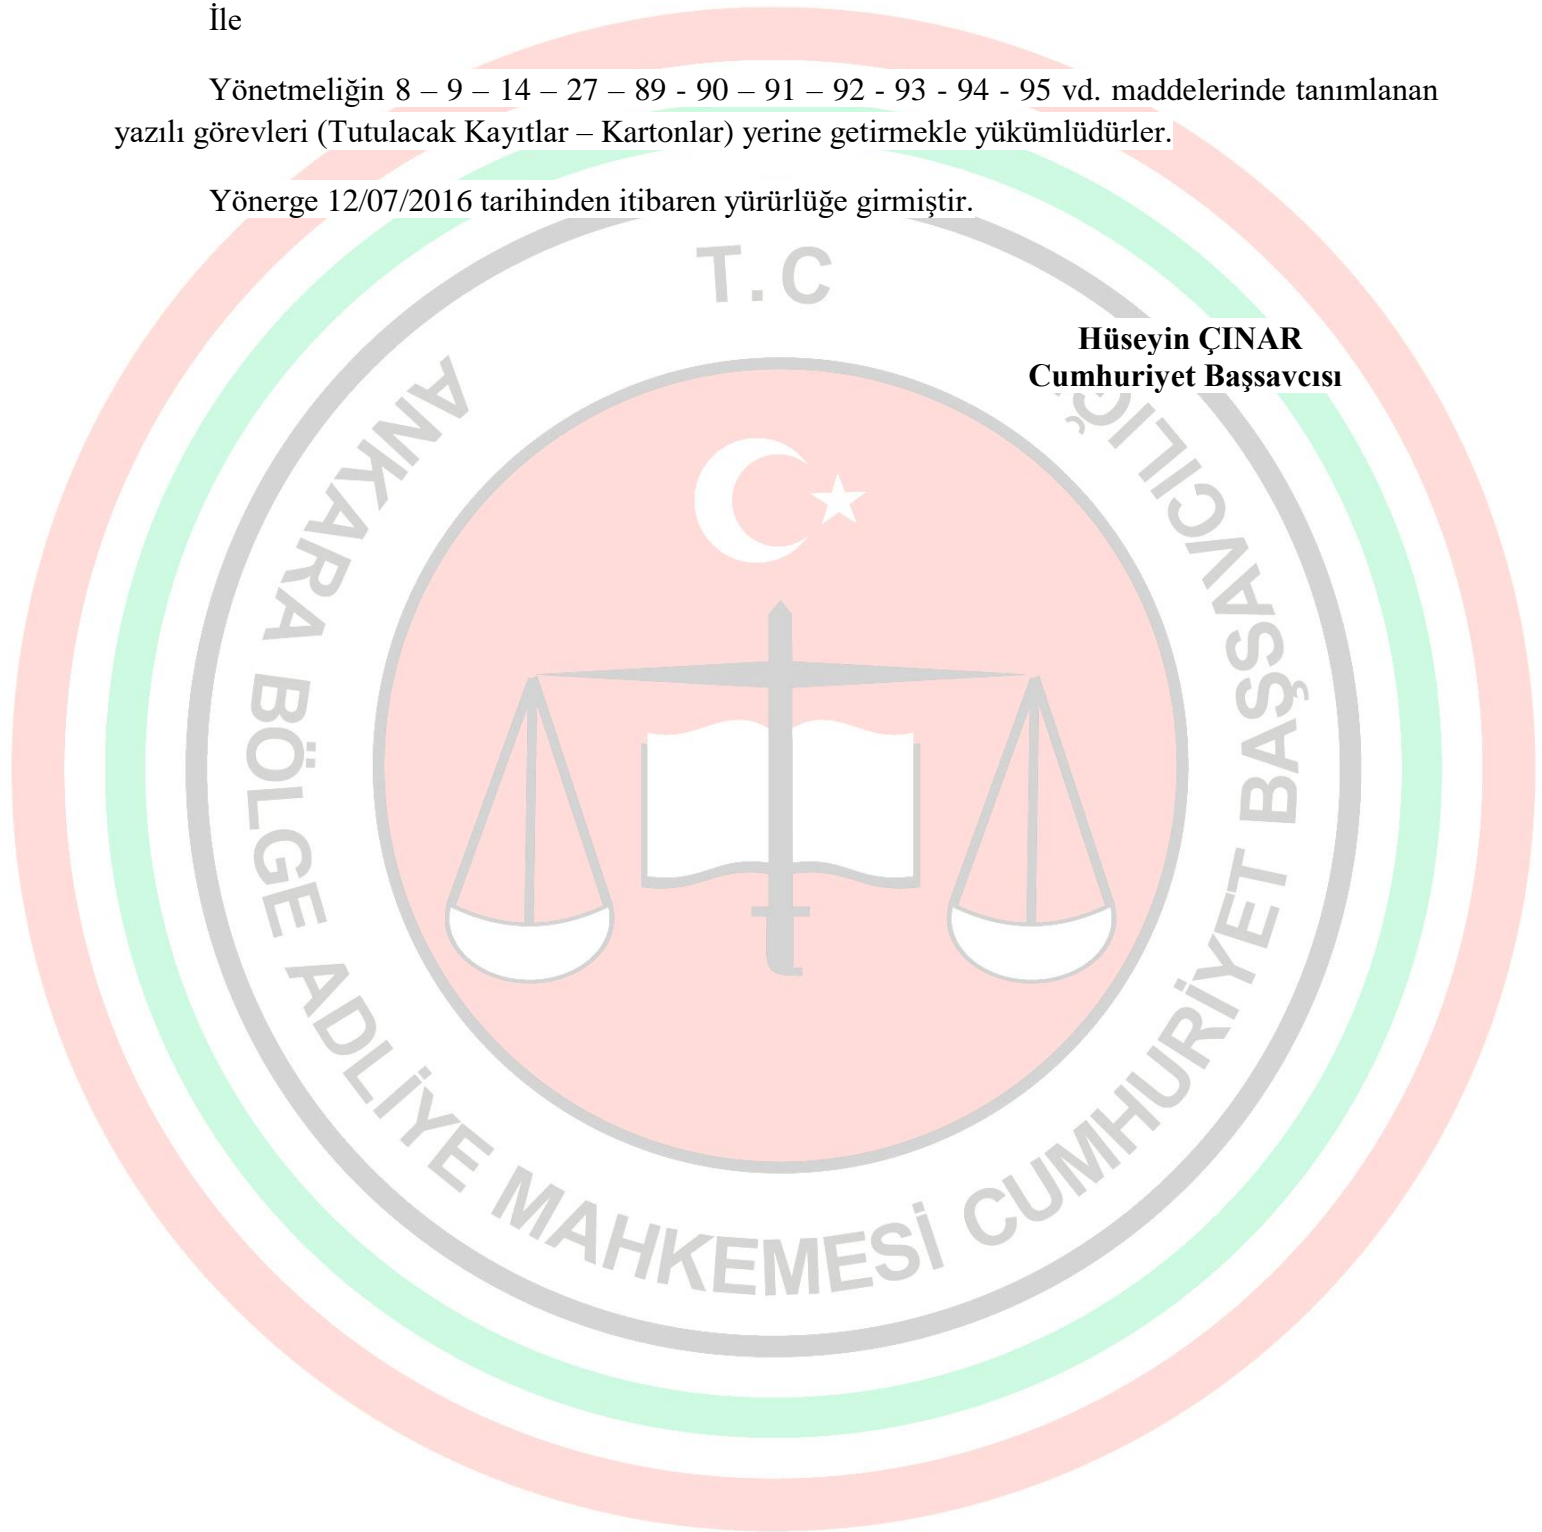 İle
Yönetmeliğin 8 – 9 – 14 – 27 – 89 - 90 – 91 – 92 - 93 - 94 - 95 vd. maddelerinde tanımlanan
yazılı görevleri (Tutulacak Kayıtlar – Kartonlar) yerine getirmekle yükümlüdürler.
Yönerge 12/07/2016 tarihinden itibaren yürürlüğe girmiştir.
T.C
Hüseyin ÇINAR
Cumhuriyet Başsavcısı
ANKARA BÖLGE ADLİYE MAHKEMESİ CUMHURİYET BAŞSAVCILIĞI